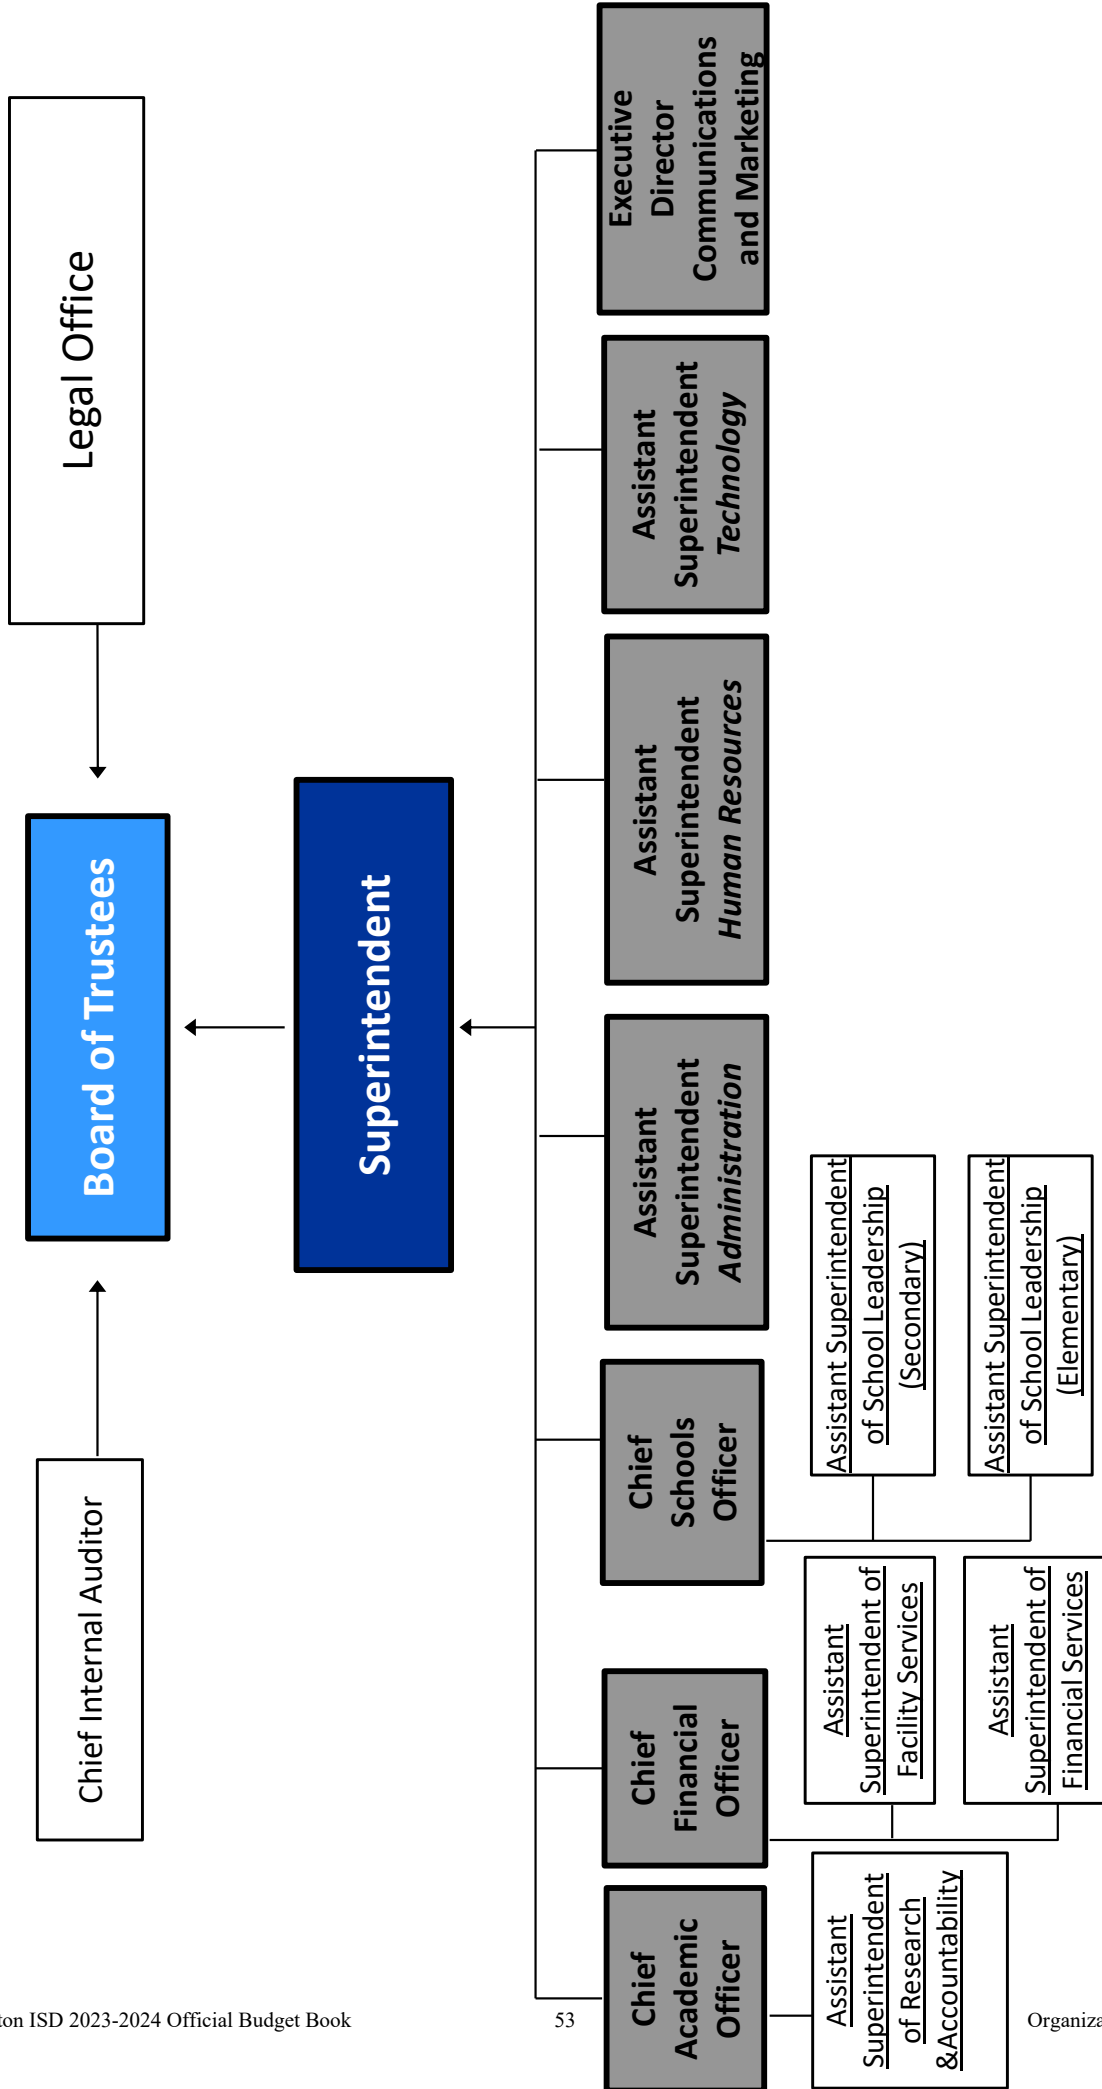 Chief Internal Auditor
Board of Trustees
Legal Office
Superintendent
Chief
Academic
Officer
Chief
Financial
Officer
Chief
Schools
Officer
Assistant
Superintendent
Administration
Assistant
Superintendent
Human Resources
Assistant
Superintendent
Technology
Executive
Director
Communications
and Marketing
Assistant
Superintendent
of Research
&Accountability
Assistant
Superintendent of
Facility Services
Assistant
Superintendent of
Financial Services
Assistant Superintendent
of School Leadership
(Secondary)
Assistant Superintendent
of School Leadership
(Elementary)
ton ISD 2023-2024 Official Budget Book
53
Organiza